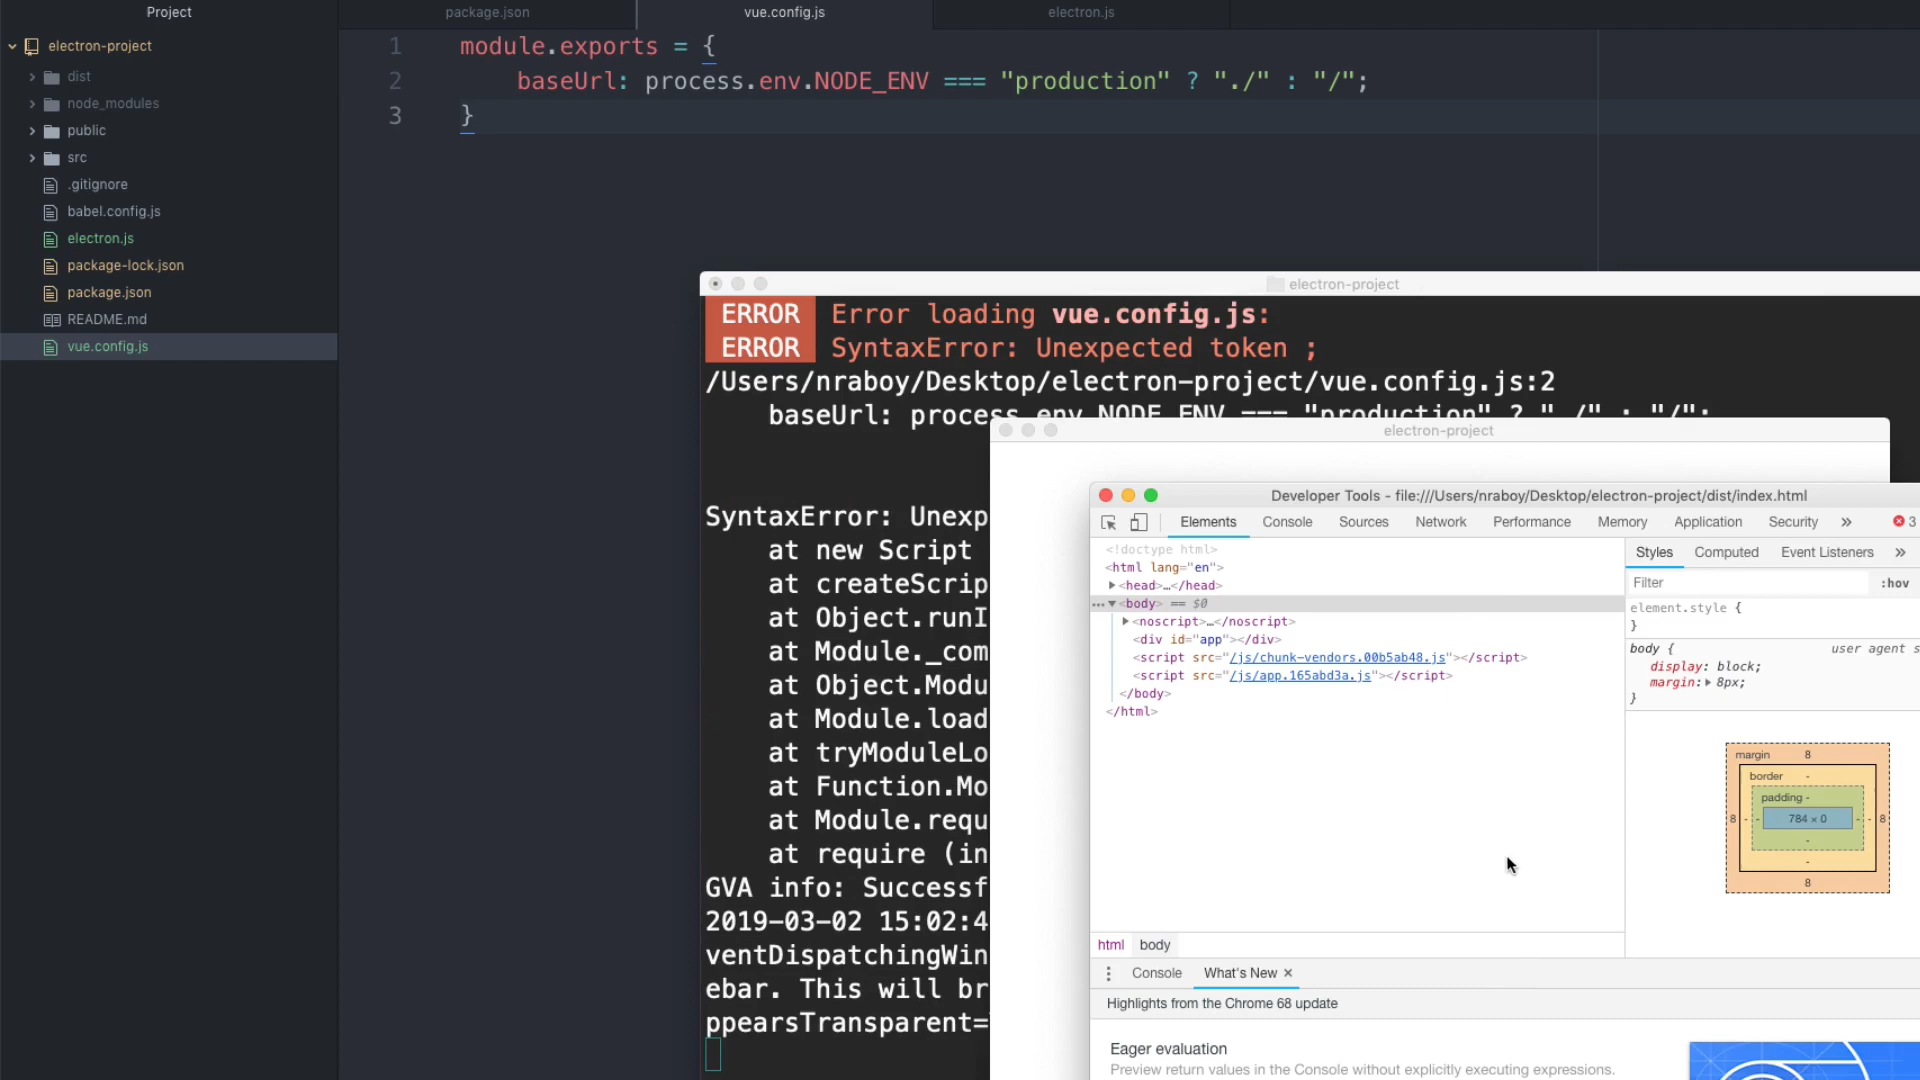 Project
package.json
vue.config.js
electron.js
electron-project
dist
node_modules
public
src
.gitignore
babel.config.js
electron.js
package-lock.json
package.json
README.md
vue.config.js
1 module.exports = {
2 baseUrl: process.env.NODE_ENV === "production" ? "./" : "/";
3 }
electron-project
ERROR Error loading vue.config.js:
ERROR SyntaxError: Unexpected token ;
/Users/nraboy/Desktop/electron-project/vue.config.js:2
baseUrl: process.env.NODE_ENV === "production" ? "./" : "/";
SyntaxError: Unexp
at new Script
at createScrip
at Object.runI
at Module._com
at Object.Modu
at Module.load
at tryModuleLo
at Function.Mo
at Module.requ
at require (in
GVA info: Successf
2019-03-02 15:02:4
ventDispatchingWin
ebar. This will br
ppearsTransparent=
electron-project
Developer Tools - file:///Users/nraboy/Desktop/electron-project/dist/index.html
Elements Console Sources Network Performance Memory Application Security » 3
<!doctype html>
<html lang="en">
<head>…</head>
<body> == $0
<noscript>…</noscript>
<div id="app"></div>
<script src="/js/chunk-vendors.00b5ab48.js"></script>
<script src="/js/app.165abd3a.js"></script>
</body>
</html>
Styles Computed Event Listeners »
Filter :hov
element.style {
}
body { user agent s
display: block;
margin: 8px;
}
margin 8
border -
padding -
8 - - 784 × 0 - - 8
-
-
8
html body
Console What's New ×
Highlights from the Chrome 68 update
Eager evaluation
Preview return values in the Console without explicitly executing expressions.